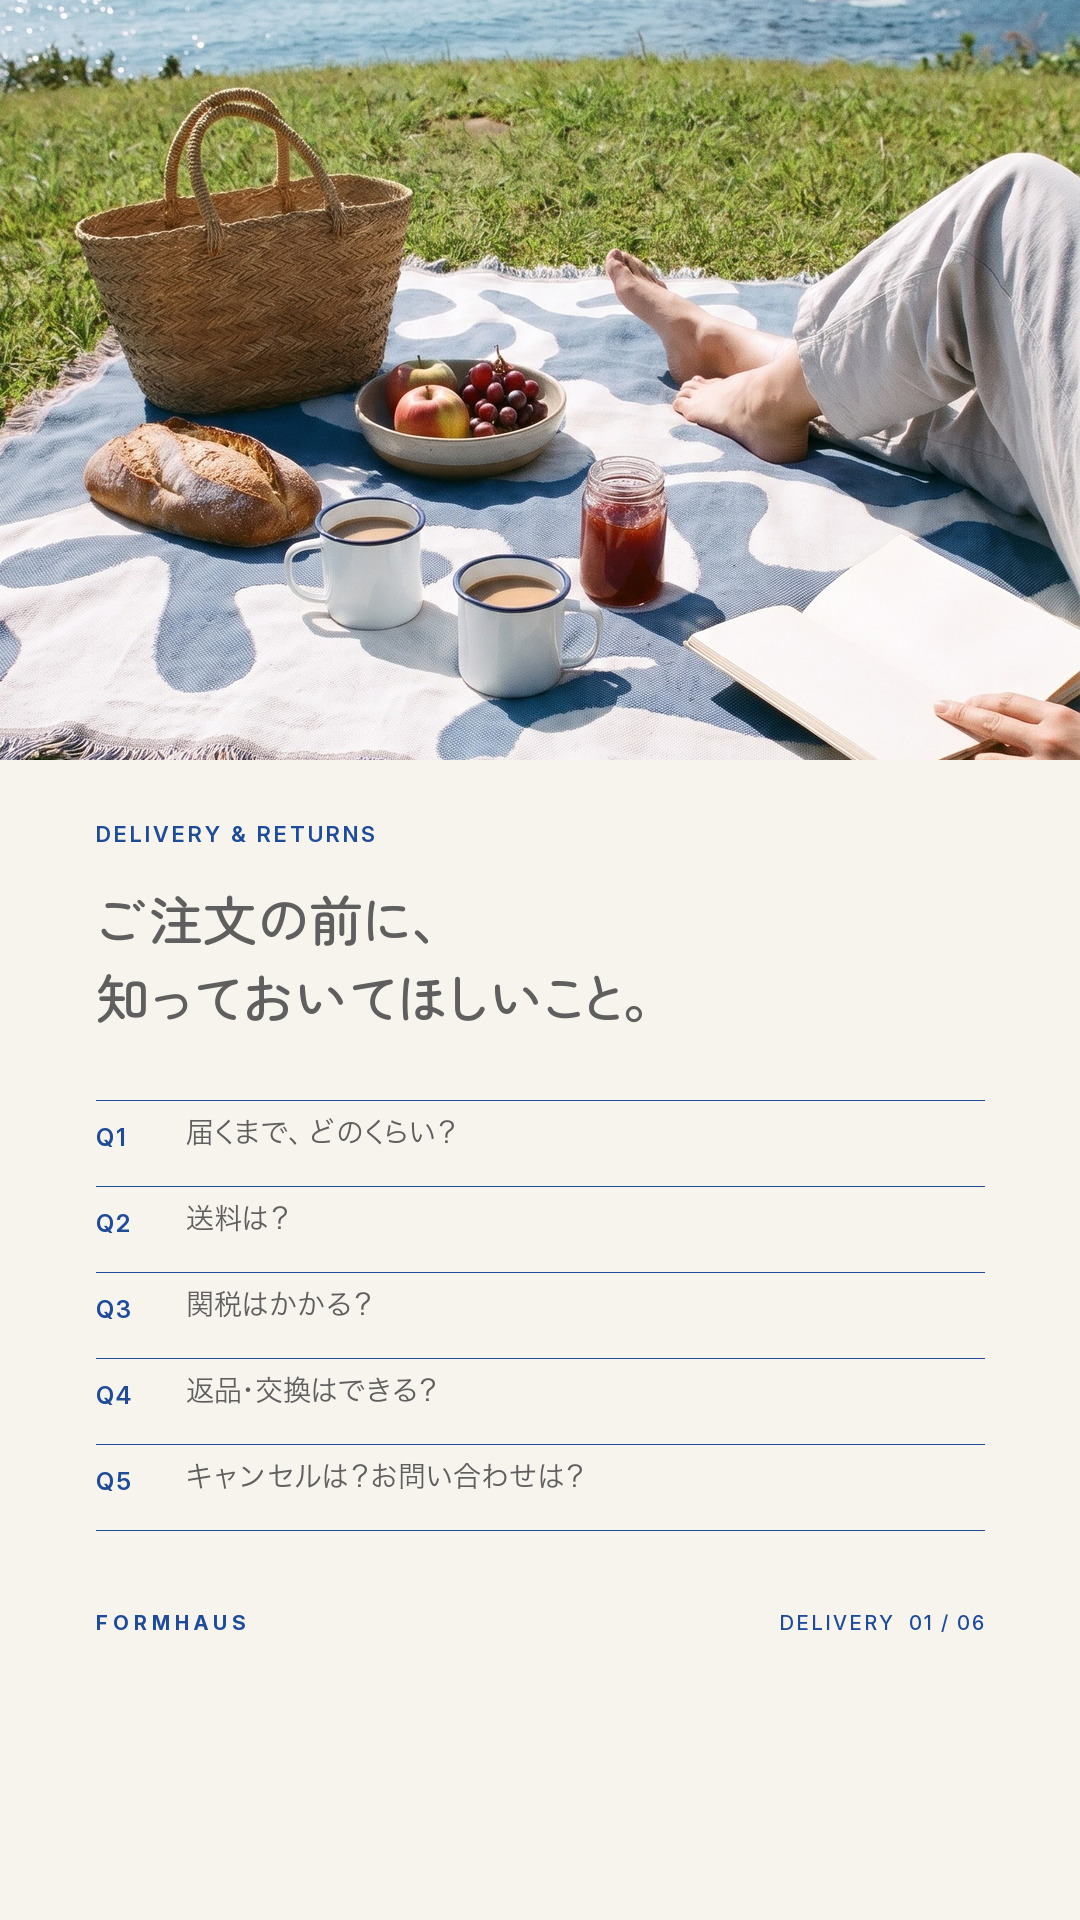 DELIVERY & RETURNS
ご注文の前に、
知っておいてほしいこと。
Q1 届くまで、どのくらい？
Q2 送料は？
Q3 関税はかかる？
Q4 返品・交換はできる？
Q5 キャンセルは？お問い合わせは？
FORMHAUS
DELIVERY 01 / 06